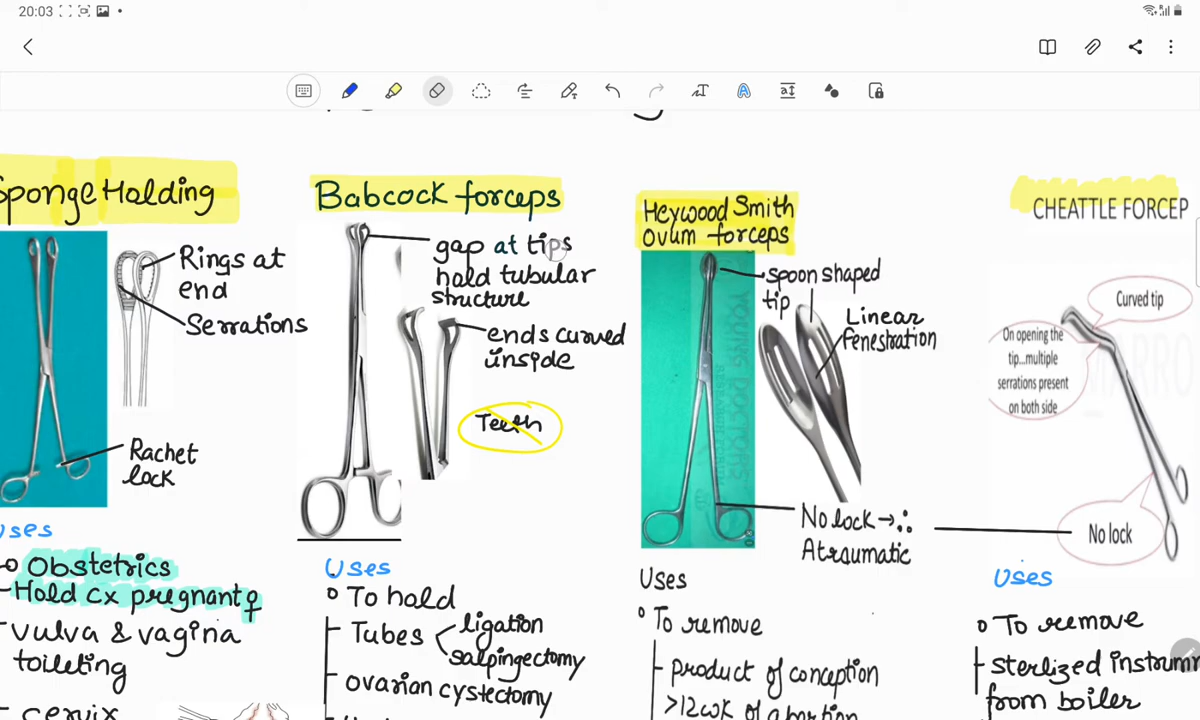 20:03
Sponge Holding
Rings at
end
Serrations
Rachet
lock
Uses
Obstetrics
Hold Cx pregnant ♀
vulva & vagina
toileting
cervix
Babcock forceps
gap at tips
hold tubular
structure
ends curved
inside
Teeth
Uses
To hold
Tubes
ligation
salpingectomy
ovarian cystectomy
Heywood Smith
ovum forceps
spoon shaped
tip
Linear
fenestration
No lock → ∴
Atraumatic
Uses
To remove
product of conception
>12wk of abortion
CHEATTLE FORCEP
Curved tip
On opening the
tip...multiple
serrations present
on both side
No lock
Uses
To remove
sterlized instrum
from boiler